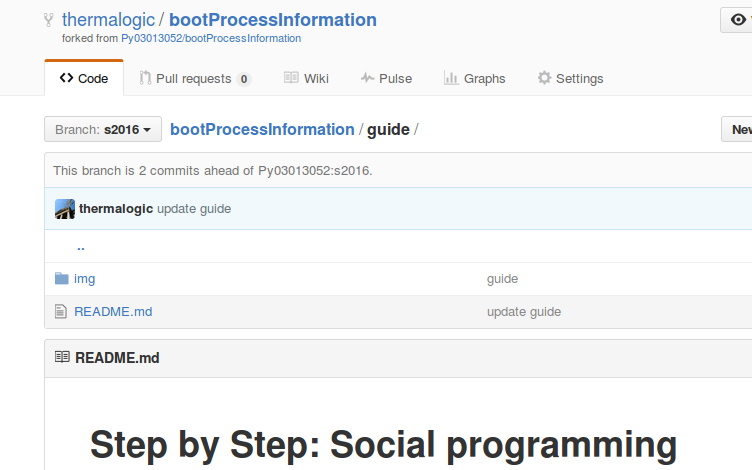 thermalogic / bootProcessInformation
forked from Py03013052/bootProcessInformation
Code Pull requests 0 Wiki Pulse Graphs Settings
Branch: s2016 bootProcessInformation / guide / New
This branch is 2 commits ahead of Py03013052:s2016.
thermalogic update guide
..
img guide
README.md update guide
README.md
Step by Step: Social programming